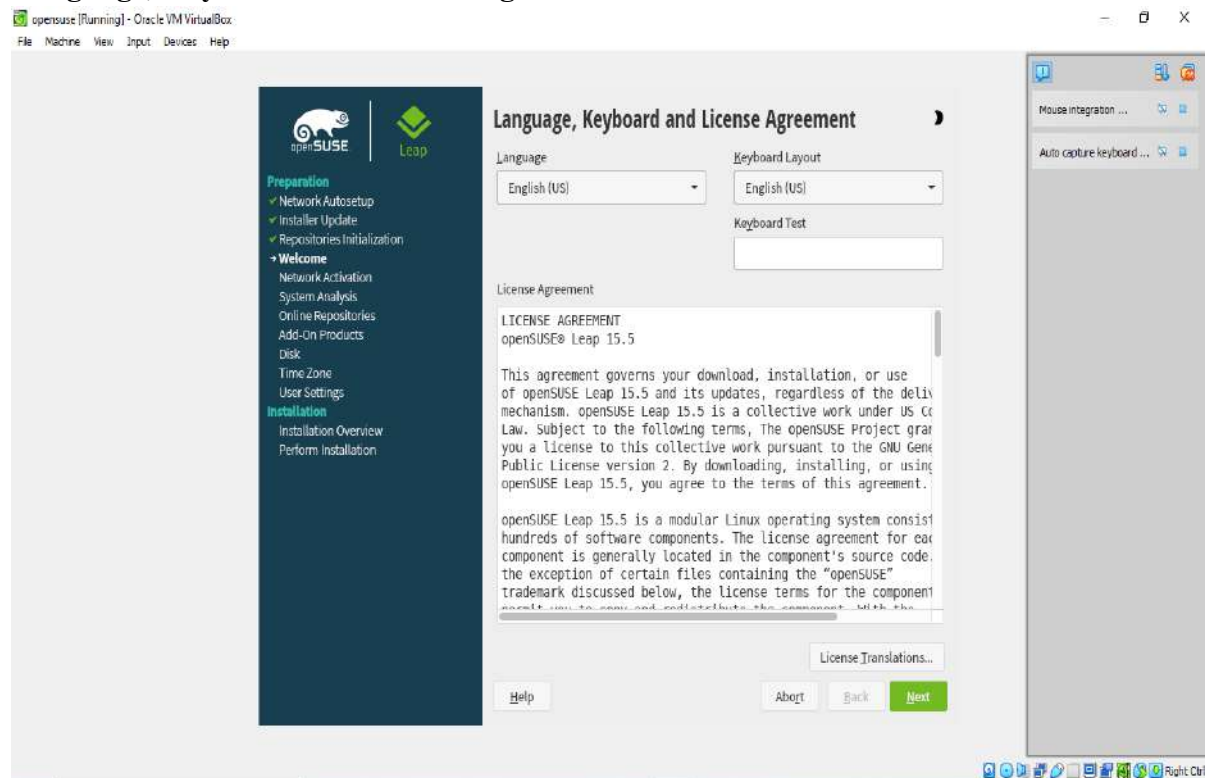 opensuse [Running] - Oracle VM VirtualBox
File Machine View Input Devices Help
openSUSE
Leap
Preparation
Network Autosetup
Installer Update
Repositories Initialization
Welcome
Network Activation
System Analysis
Online Repositories
Add-On Products
Disk
Time Zone
User Settings
Installation
Installation Overview
Perform Installation
Language, Keyboard and License Agreement
Language
English (US)
Keyboard Layout
English (US)
Keyboard Test
License Agreement
LICENSE AGREEMENT
openSUSE® Leap 15.5
This agreement governs your download, installation, or use
of openSUSE Leap 15.5 and its updates, regardless of the deliv
mechanism. openSUSE Leap 15.5 is a collective work under US Co
Law. Subject to the following terms, The openSUSE Project gran
you a license to this collective work pursuant to the GNU Gene
Public License version 2. By downloading, installing, or using
openSUSE Leap 15.5, you agree to the terms of this agreement.
openSUSE Leap 15.5 is a modular Linux operating system consist
hundreds of software components. The license agreement for eac
component is generally located in the component's source code.
the exception of certain files containing the “openSUSE”
trademark discussed below, the license terms for the component
permit you to copy and redistribute the component. With the
License Translations...
Help
Abort
Back
Next
Mouse integration ...
Auto capture keyboard ...
Right Ctrl